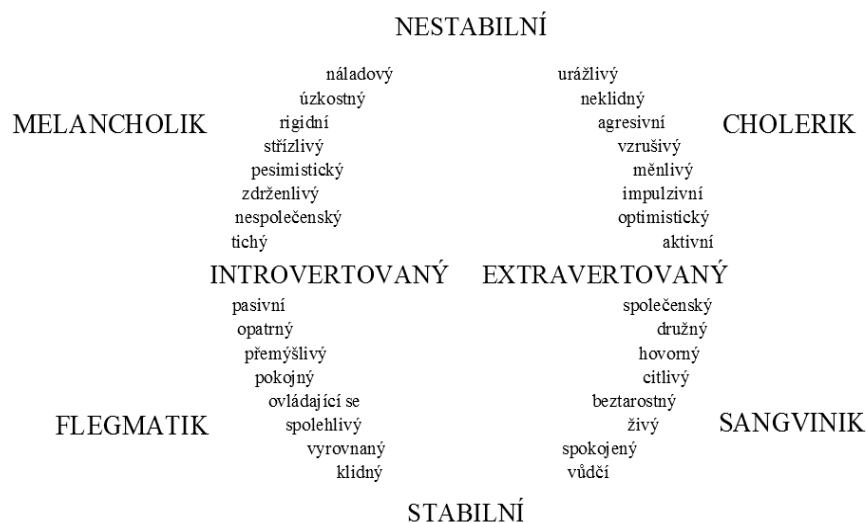 NESTABILNÍ
náladový urážlivý
úzkostný neklidný
MELANCHOLIK rigidní agresivní CHOLERIK
střízlivý vzrušivý
pesimistický měnlivý
zdrženlivý impulzivní
nespolečenský optimistický
tichý aktivní
INTROVERTOVANÝ EXTRAVERTOVANÝ
pasivní společenský
opatrný družný
přemýšlivý hovorný
pokojný citlivý
ovládající se beztarostný
FLEGMATIK spolehlivý živý SANGVINIK
vyrovnaný spokojený
klidný vůdčí
STABILNÍ